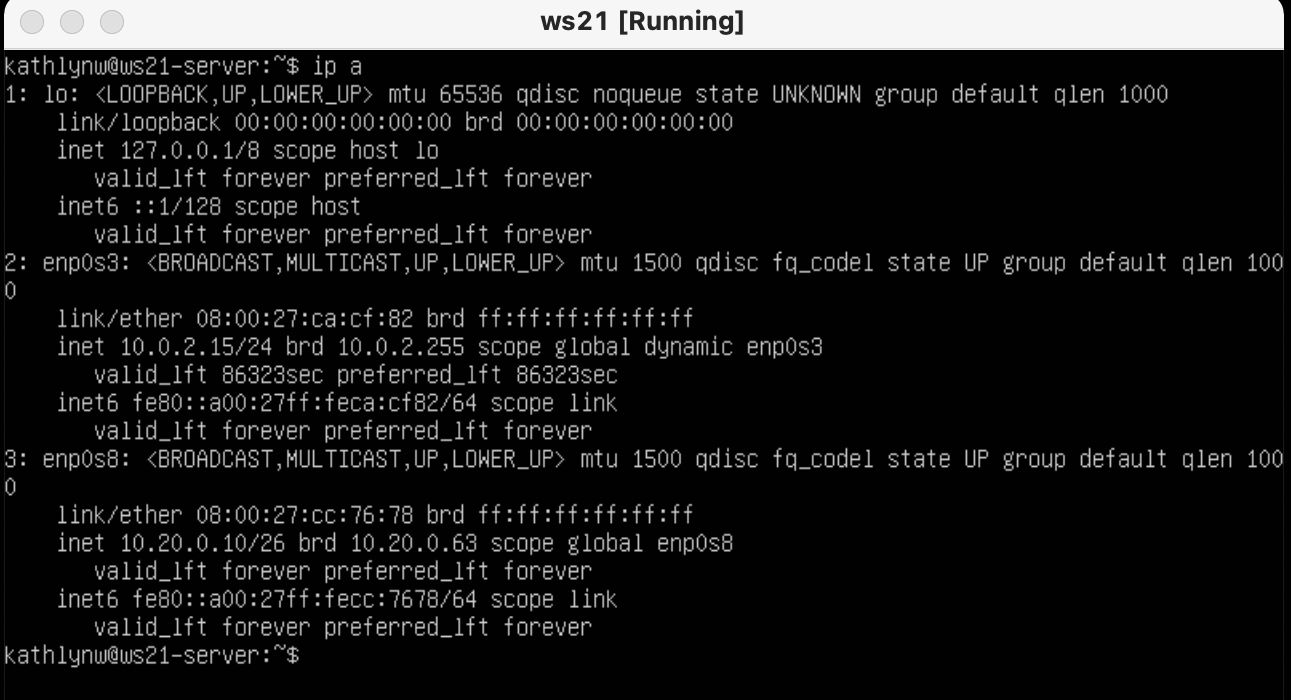 ws21 [Running]
kathlynw@ws21-server:~$ ip a
1: lo: <LOOPBACK,UP,LOWER_UP> mtu 65536 qdisc noqueue state UNKNOWN group default qlen 1000
    link/loopback 00:00:00:00:00:00 brd 00:00:00:00:00:00
    inet 127.0.0.1/8 scope host lo
       valid_lft forever preferred_lft forever
    inet6 ::1/128 scope host
       valid_lft forever preferred_lft forever
2: enp0s3: <BROADCAST,MULTICAST,UP,LOWER_UP> mtu 1500 qdisc fq_codel state UP group default qlen 100
0
    link/ether 08:00:27:ca:cf:82 brd ff:ff:ff:ff:ff:ff
    inet 10.0.2.15/24 brd 10.0.2.255 scope global dynamic enp0s3
       valid_lft 86323sec preferred_lft 86323sec
    inet6 fe80::a00:27ff:feca:cf82/64 scope link
       valid_lft forever preferred_lft forever
3: enp0s8: <BROADCAST,MULTICAST,UP,LOWER_UP> mtu 1500 qdisc fq_codel state UP group default qlen 100
0
    link/ether 08:00:27:cc:76:78 brd ff:ff:ff:ff:ff:ff
    inet 10.20.0.10/26 brd 10.20.0.63 scope global enp0s8
       valid_lft forever preferred_lft forever
    inet6 fe80::a00:27ff:fecc:7678/64 scope link
       valid_lft forever preferred_lft forever
kathlynw@ws21-server:~$